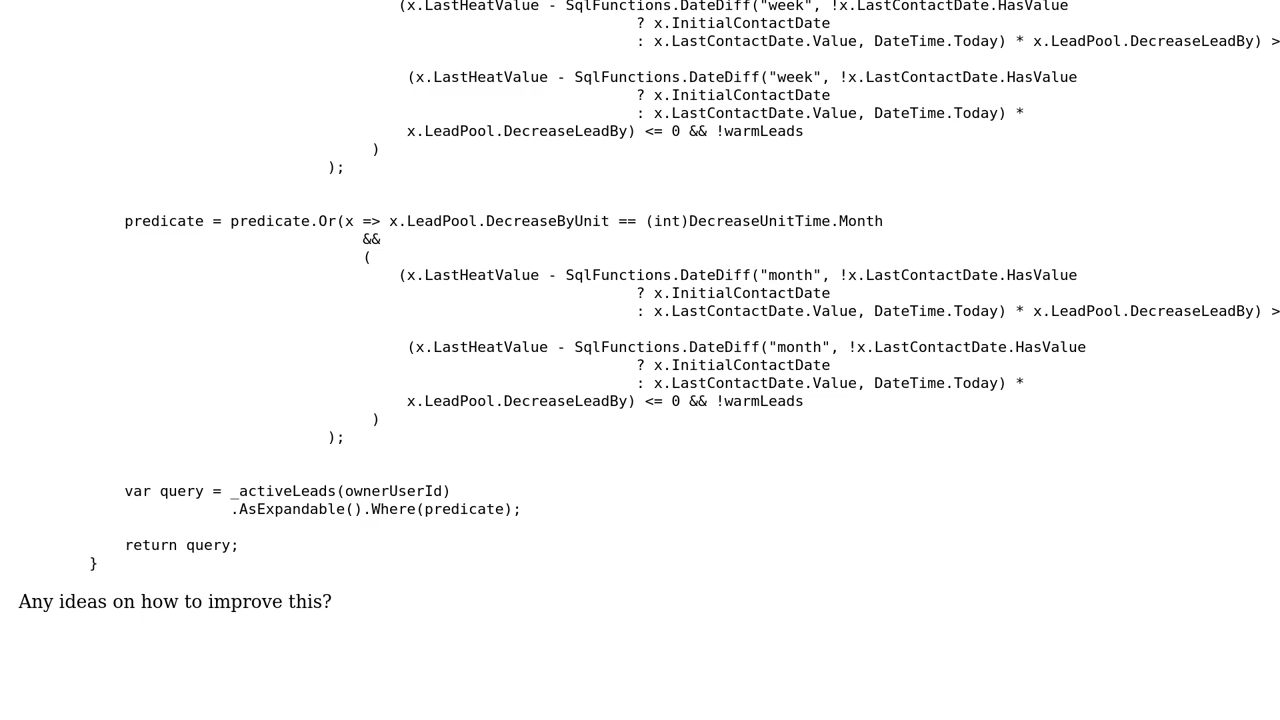 (x.LastHeatValue - SqlFunctions.DateDiff("week", !x.LastContactDate.HasValue
? x.InitialContactDate
: x.LastContactDate.Value, DateTime.Today) * x.LeadPool.DecreaseLeadBy) >
(x.LastHeatValue - SqlFunctions.DateDiff("week", !x.LastContactDate.HasValue
? x.InitialContactDate
: x.LastContactDate.Value, DateTime.Today) *
x.LeadPool.DecreaseLeadBy) <= 0 && !warmLeads
)
);
predicate = predicate.Or(x => x.LeadPool.DecreaseByUnit == (int)DecreaseUnitTime.Month
&&
(
(x.LastHeatValue - SqlFunctions.DateDiff("month", !x.LastContactDate.HasValue
? x.InitialContactDate
: x.LastContactDate.Value, DateTime.Today) * x.LeadPool.DecreaseLeadBy) >
(x.LastHeatValue - SqlFunctions.DateDiff("month", !x.LastContactDate.HasValue
? x.InitialContactDate
: x.LastContactDate.Value, DateTime.Today) *
x.LeadPool.DecreaseLeadBy) <= 0 && !warmLeads
)
);
var query = _activeLeads(ownerUserId)
.AsExpandable().Where(predicate);
return query;
}
Any ideas on how to improve this?